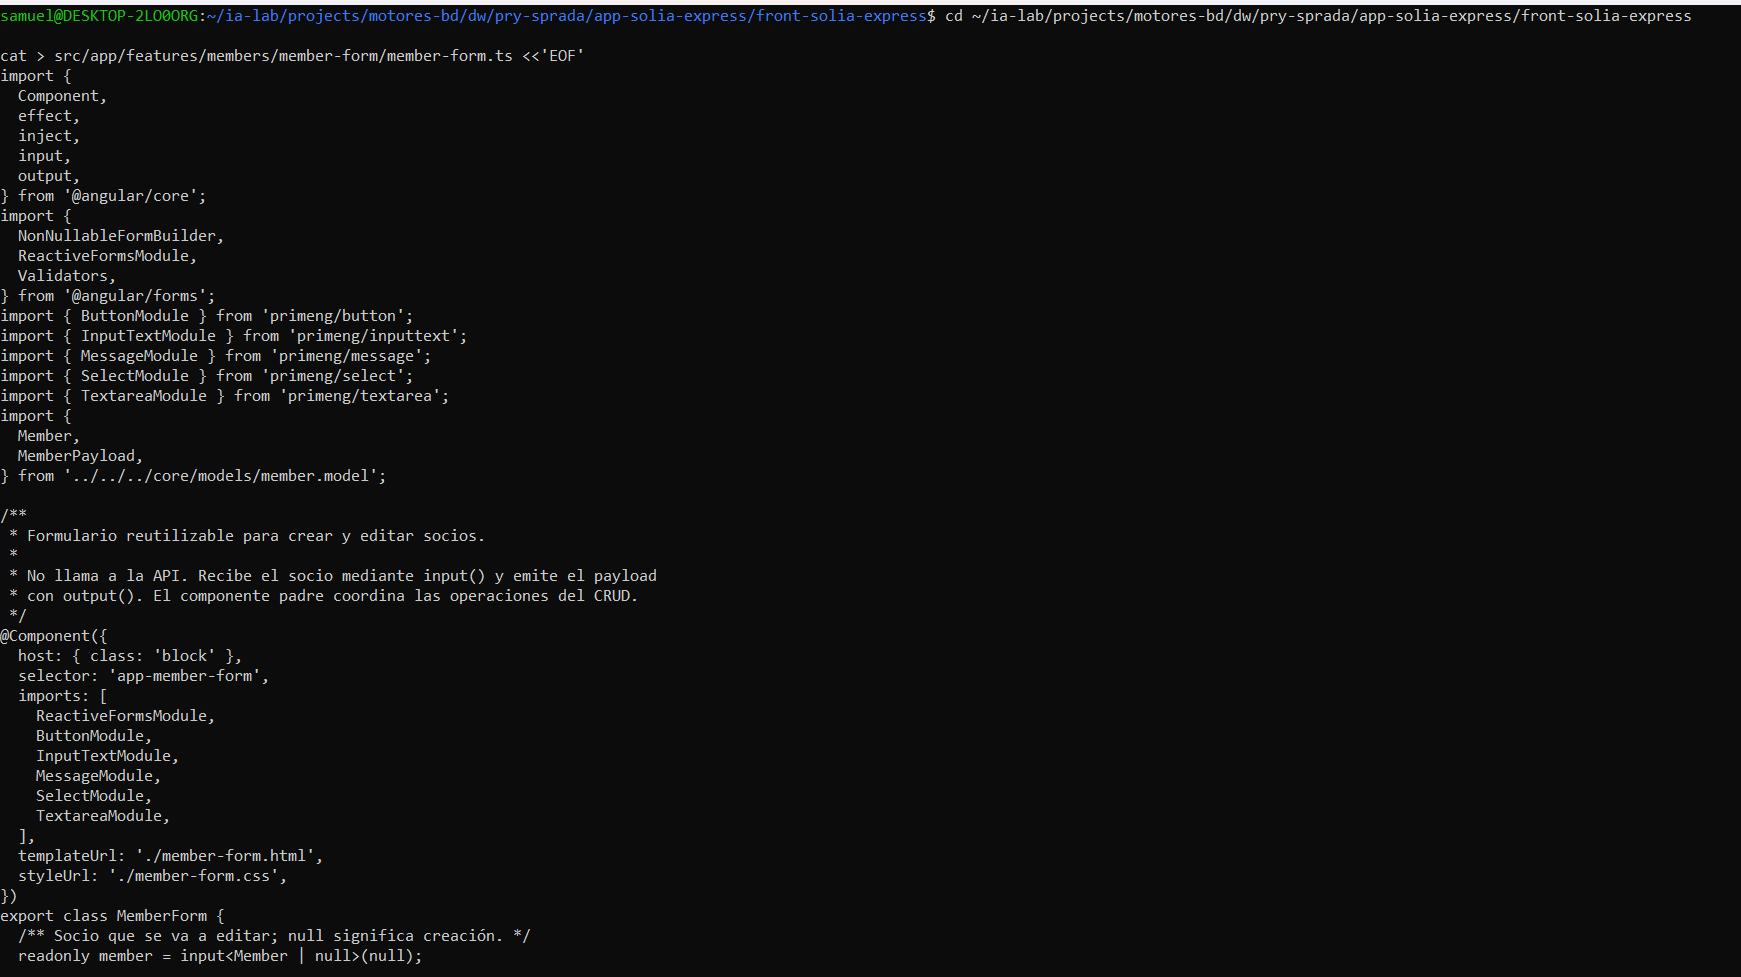 samuel@DESKTOP-2LO0ORG:~/ia-lab/projects/motores-bd/dw/pry-sprada/app-solia-express/front-solia-express$ cd ~/ia-lab/projects/motores-bd/dw/pry-sprada/app-solia-express/front-solia-express

cat > src/app/features/members/member-form/member-form.ts <<'EOF'
import {
  Component,
  effect,
  inject,
  input,
  output,
} from '@angular/core';
import {
  NonNullableFormBuilder,
  ReactiveFormsModule,
  Validators,
} from '@angular/forms';
import { ButtonModule } from 'primeng/button';
import { InputTextModule } from 'primeng/inputtext';
import { MessageModule } from 'primeng/message';
import { SelectModule } from 'primeng/select';
import { TextareaModule } from 'primeng/textarea';
import {
  Member,
  MemberPayload,
} from '../../../core/models/member.model';

/**
 * Formulario reutilizable para crear y editar socios.
 *
 * No llama a la API. Recibe el socio mediante input() y emite el payload
 * con output(). El componente padre coordina las operaciones del CRUD.
 */
@Component({
  host: { class: 'block' },
  selector: 'app-member-form',
  imports: [
    ReactiveFormsModule,
    ButtonModule,
    InputTextModule,
    MessageModule,
    SelectModule,
    TextareaModule,
  ],
  templateUrl: './member-form.html',
  styleUrl: './member-form.css',
})
export class MemberForm {
  /** Socio que se va a editar; null significa creación. */
  readonly member = input<Member | null>(null);